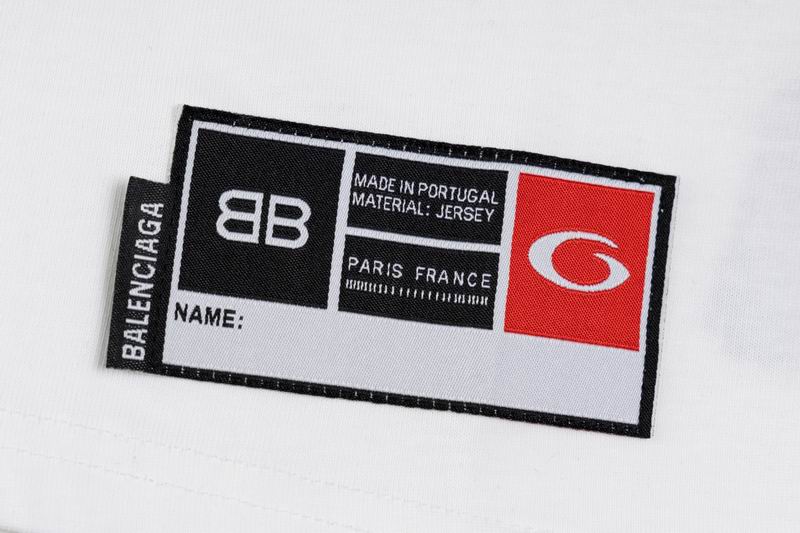 BALENCIAGA
BB
MADE IN PORTUGAL
MATERIAL: JERSEY
PARIS FRANCE
NAME: